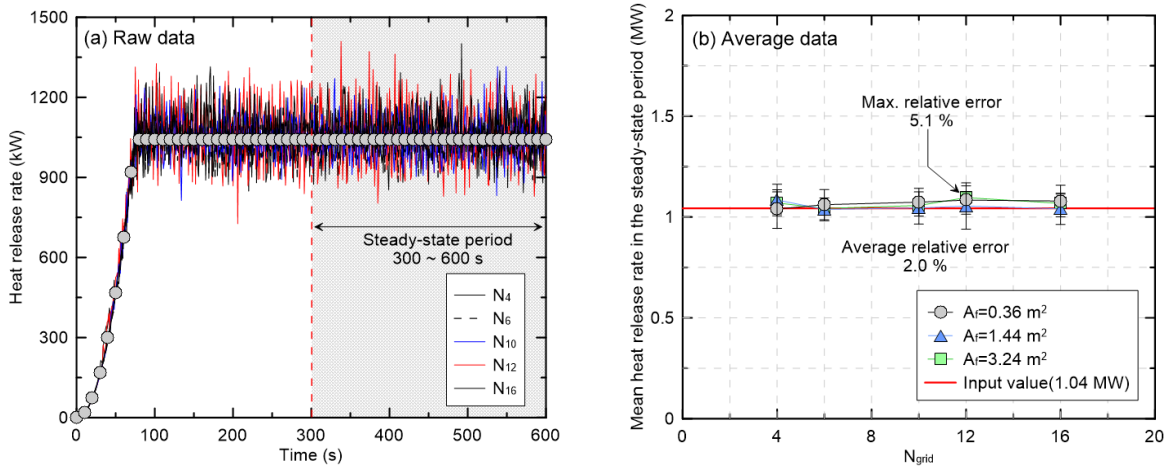 (a) Raw data
Heat release rate (kW)
1500
1200
900
600
300
0
0
100
200
300
400
500
600
Time (s)
Steady-state period
300 ~ 600 s
N4
N6
N10
N12
N16
(b) Average data
Mean heat release rate in the steady-state period (MW)
2
1.5
1
0.5
0
0
4
8
12
16
20
Ngrid
Max. relative error
5.1 %
Average relative error
2.0 %
Af=0.36 m2
Af=1.44 m2
Af=3.24 m2
Input value(1.04 MW)